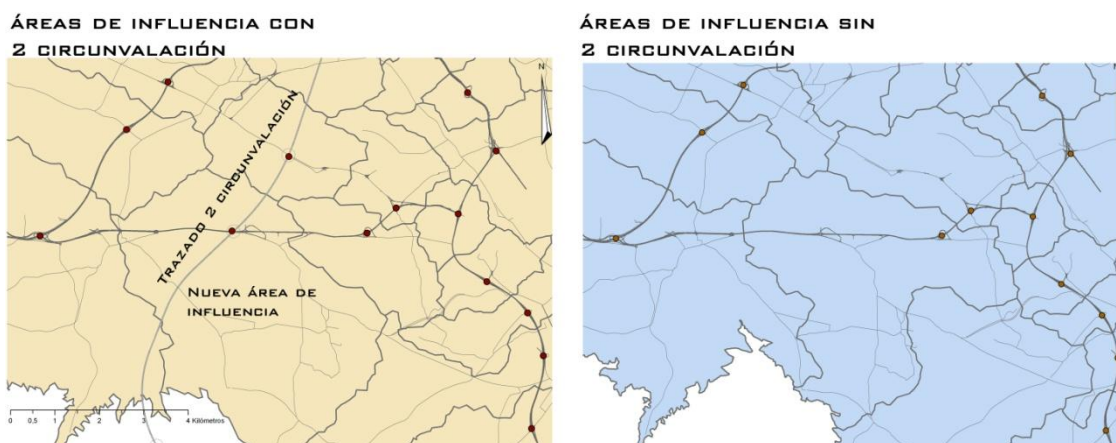 ÁREAS DE INFLUENCIA CON
2 CIRCUNVALACIÓN
N
TRAZADO 2 CIRCUNVALACIÓN
NUEVA ÁREA DE
INFLUENCIA
0 0.5 1 2 3 4 Kilómetros
ÁREAS DE INFLUENCIA SIN
2 CIRCUNVALACIÓN